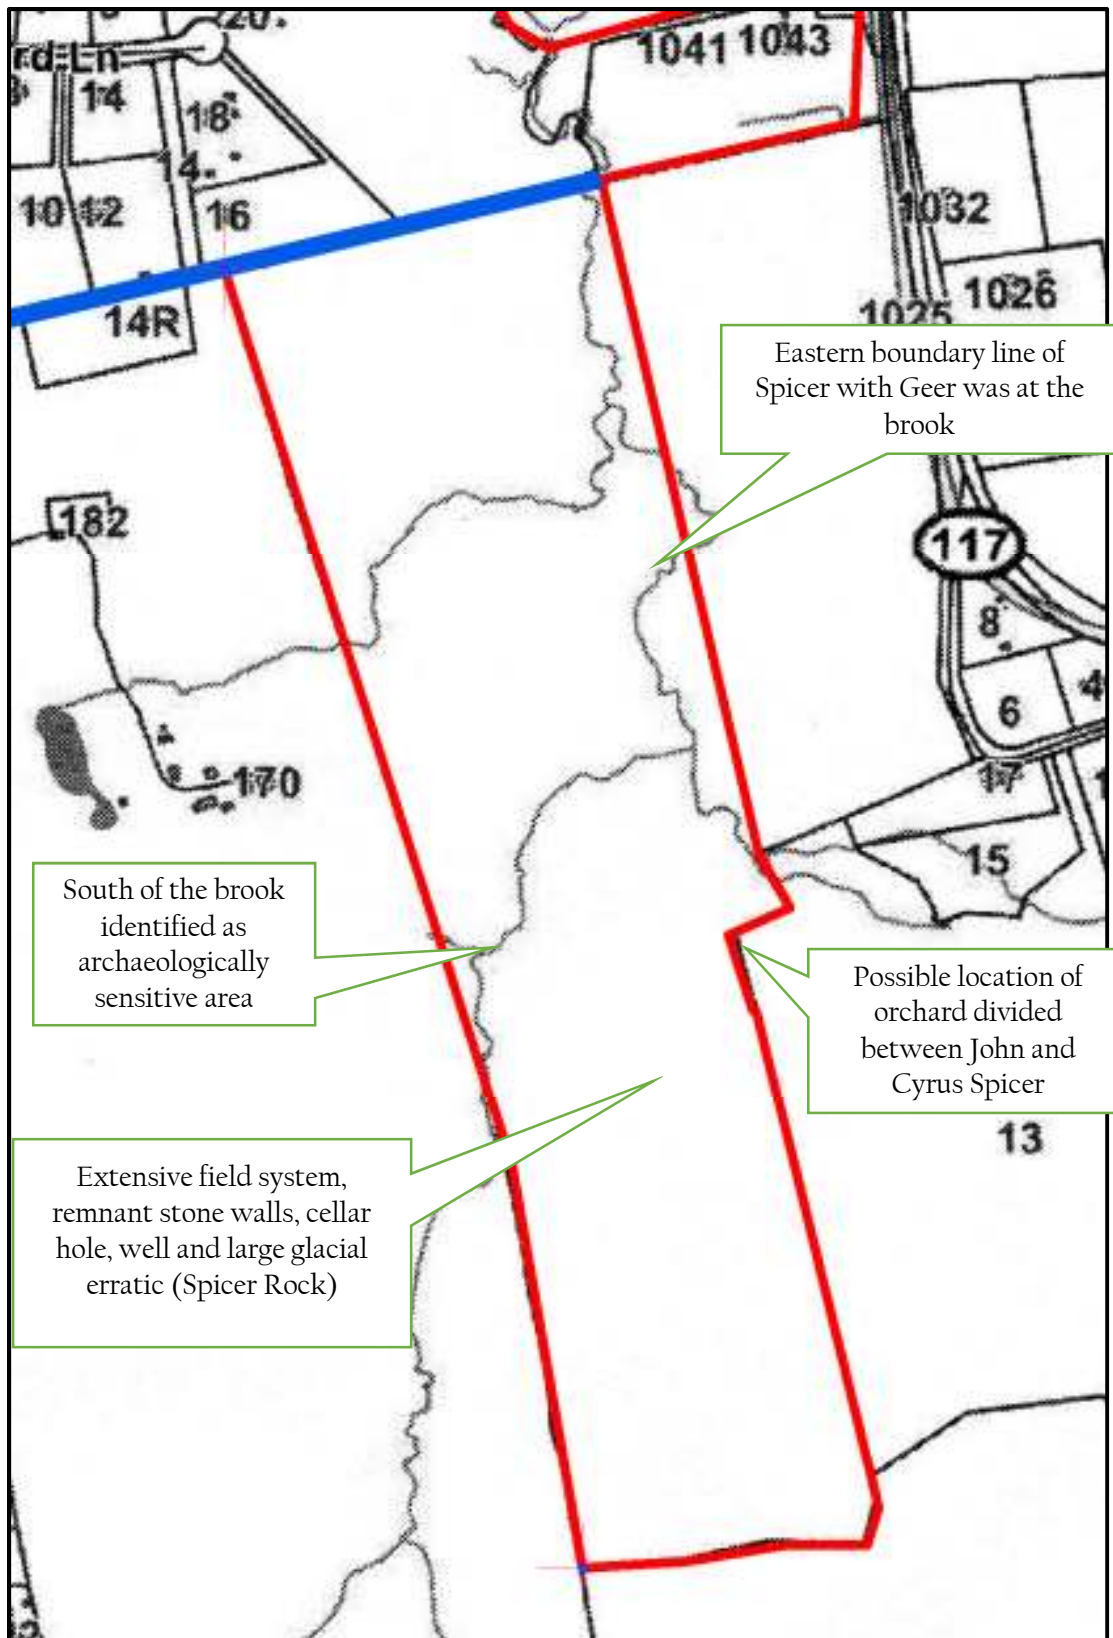 20.
1041 1043
rd Ln
14
18
14.
10 12
16
1032
14R
1026
1025
Eastern boundary line of
Spicer with Geer was at the
brook
182
117
8
6
4
170
17
15
South of the brook
identified as
archaeologically
sensitive area
Possible location of
orchard divided
between John and
Cyrus Spicer
13
Extensive field system,
remnant stone walls, cellar
hole, well and large glacial
erratic (Spicer Rock)